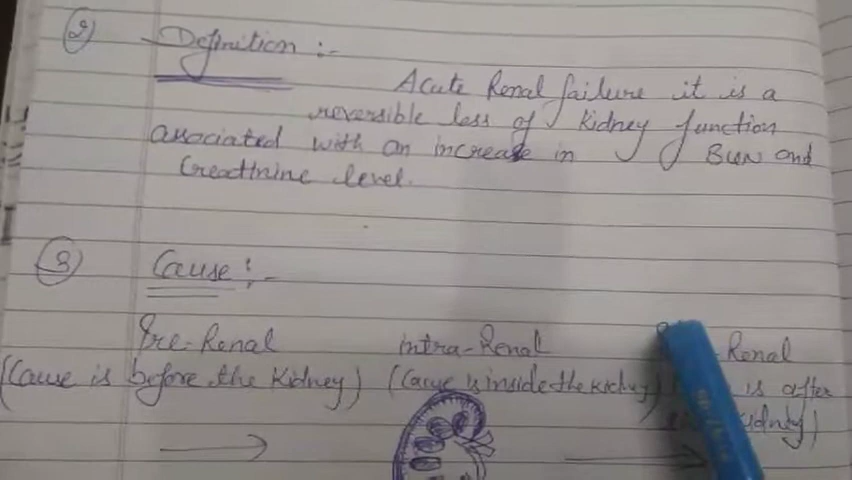 2) Definition :-
Acute Renal failure it is a
reversible loss of Kidney function
associated with an increase in BUN and
Creatinine level.
3) Cause :-
Pre-Renal intra-Renal -Renal
(Cause is before the Kidney) (Cause is inside the kidney) is after
kidney)